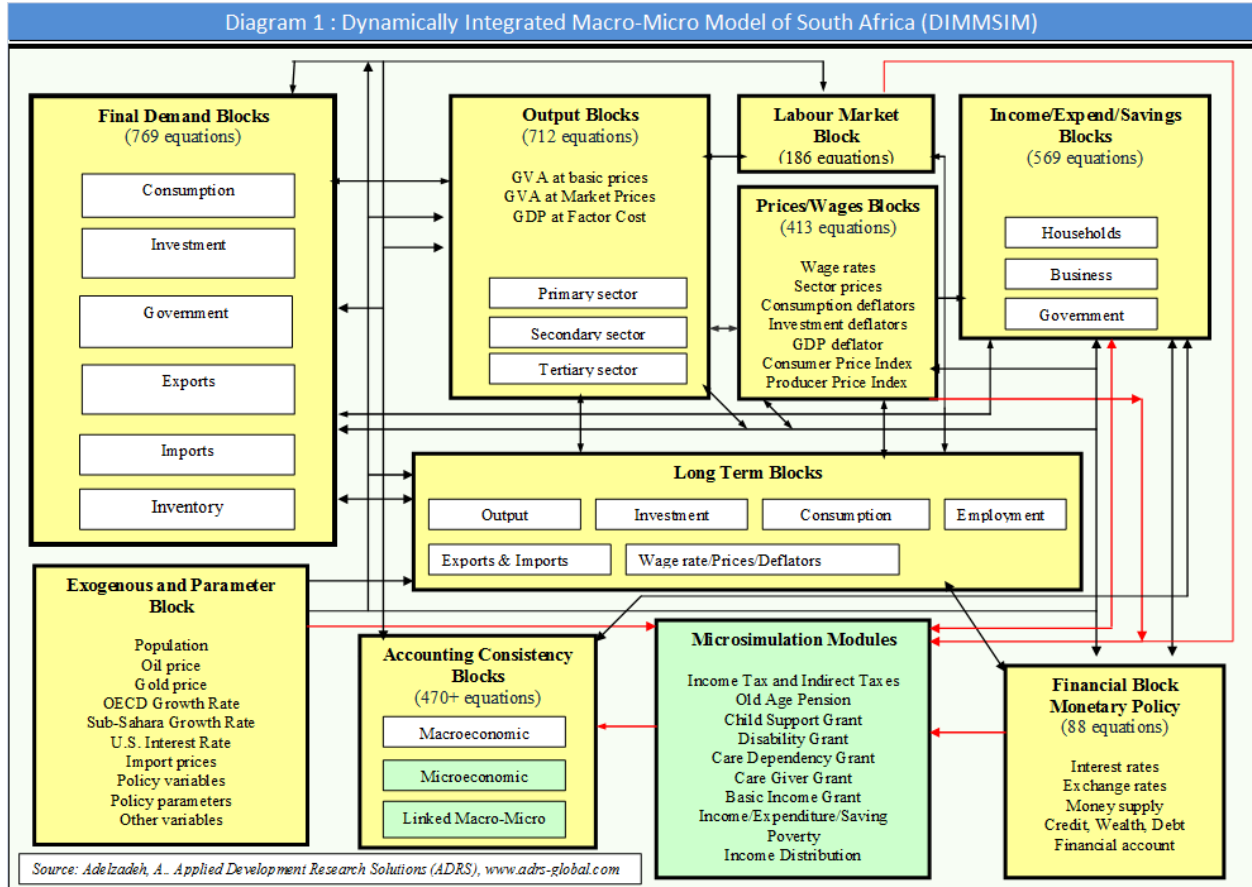 Diagram 1 : Dynamically Integrated Macro-Micro Model of South Africa (DIMMSIM)
Final Demand Blocks
(769 equations)
Consumption
Investment
Government
Exports
Imports
Inventory
Output Blocks
(712 equations)
GVA at basic prices
GVA at Market Prices
GDP at Factor Cost
Primary sector
Secondary sector
Tertiary sector
Labour Market
Block
(186 equations)
Prices/Wages Blocks
(413 equations)
Wage rates
Sector prices
Consumption deflators
Investment deflators
GDP deflator
Consumer Price Index
Producer Price Index
Income/Expend/Savings
Blocks
(569 equations)
Households
Business
Government
Long Term Blocks
Output
Investment
Consumption
Employment
Exports & Imports
Wage rate/Prices/Deflators
Exogenous and Parameter
Block
Population
Oil price
Gold price
OECD Growth Rate
Sub-Sahara Growth Rate
U.S. Interest Rate
Import prices
Policy variables
Policy parameters
Other variables
Accounting Consistency
Blocks
(470+ equations)
Macroeconomic
Microeconomic
Linked Macro-Micro
Microsimulation Modules
Income Tax and Indirect Taxes
Old Age Pension
Child Support Grant
Disability Grant
Care Dependency Grant
Care Giver Grant
Basic Income Grant
Income/Expenditure/Saving
Poverty
Income Distribution
Financial Block
Monetary Policy
(88 equations)
Interest rates
Exchange rates
Money supply
Credit, Wealth, Debt
Financial account
Source: Adelzadeh, A.. Applied Development Research Solutions (ADRS), www.adrs-global.com